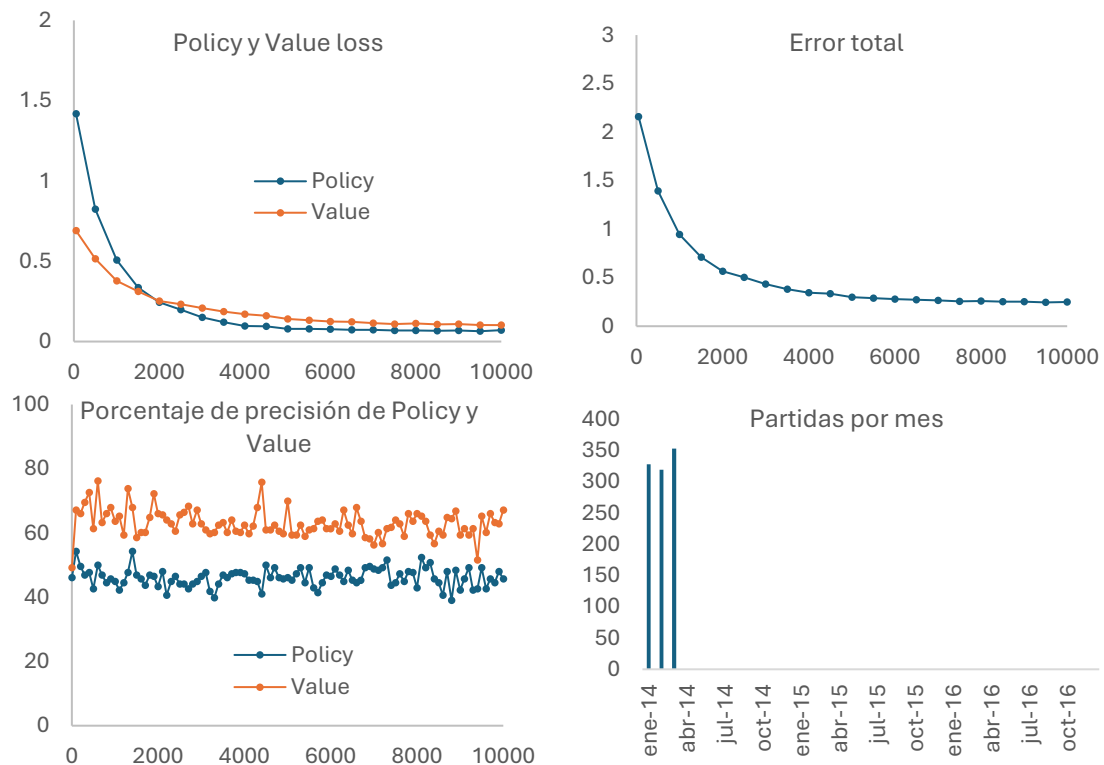 Policy y Value loss
2
1.5
1
0.5
0
0 2000 4000 6000 8000 10000
Policy
Value
Error total
3
2.5
2
1.5
1
0.5
0
0 2000 4000 6000 8000 10000
Porcentaje de precisión de Policy y
Value
100
80
60
40
20
0
0 2000 4000 6000 8000 10000
Policy
Value
Partidas por mes
400
350
300
250
200
150
100
50
0
ene-14 abr-14 jul-14 oct-14 ene-15 abr-15 jul-15 oct-15 ene-16 abr-16 jul-16 oct-16